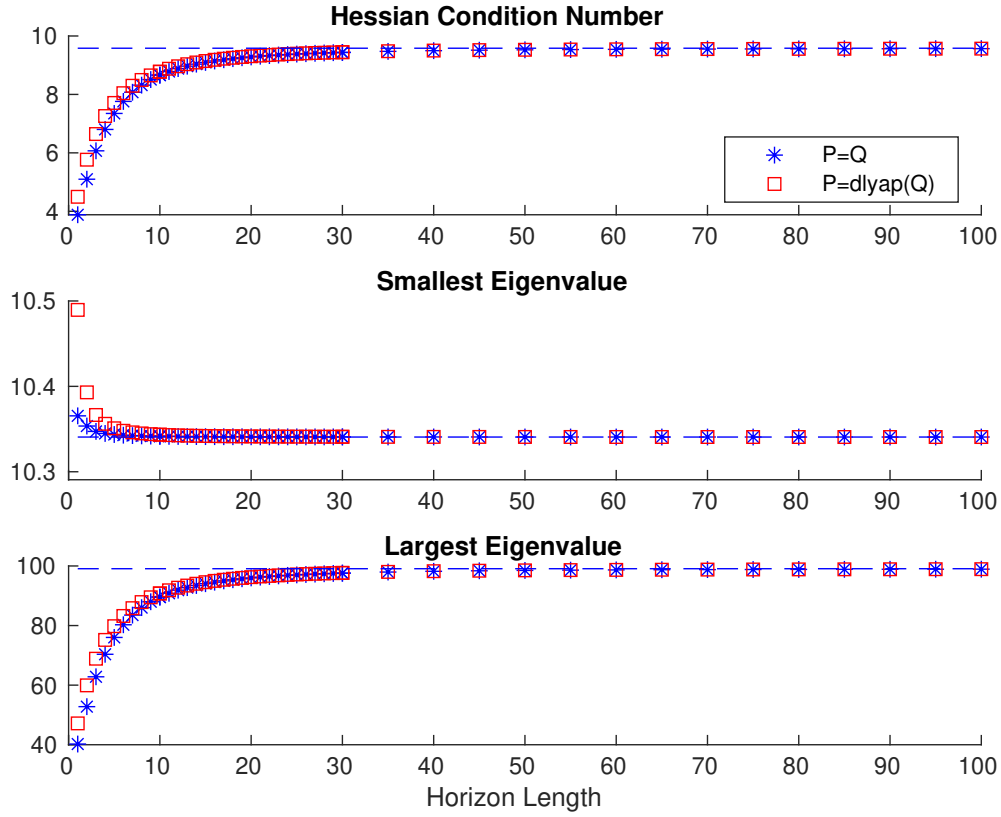 Hessian Condition Number
10
8
6
4
P=Q
P=dlyap(Q)
0 10 20 30 40 50 60 70 80 90 100
Smallest Eigenvalue
10.5
10.4
10.3
0 10 20 30 40 50 60 70 80 90 100
Largest Eigenvalue
100
80
60
40
0 10 20 30 40 50 60 70 80 90 100
Horizon Length